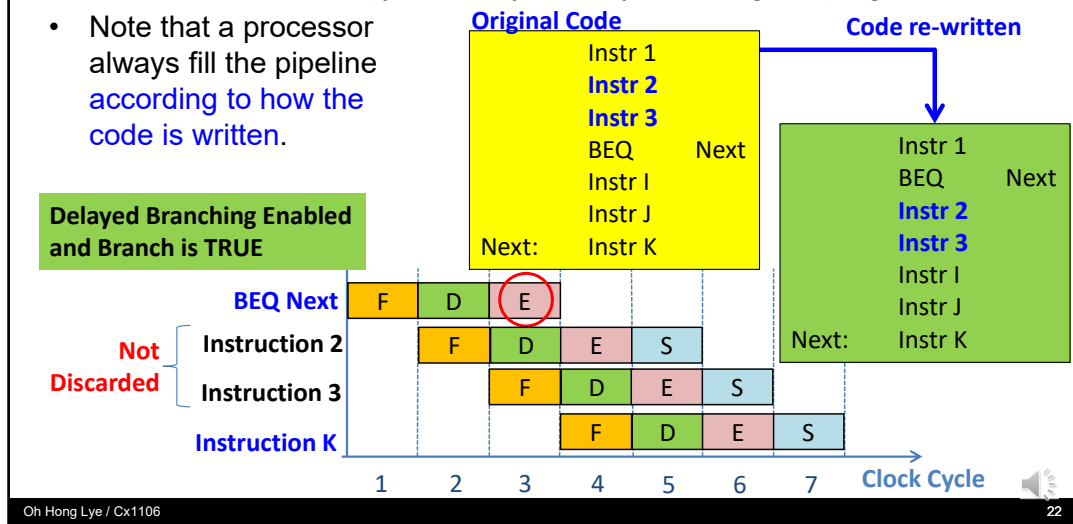 • Note that a processor
always fill the pipeline
according to how the
code is written.
Original Code
Instr 1
Instr 2
Instr 3
BEQ Next
Instr I
Instr J
Next: Instr K
Code re-written
Instr 1
BEQ Next
Instr 2
Instr 3
Instr I
Instr J
Next: Instr K
Delayed Branching Enabled
and Branch is TRUE
BEQ Next F D E
Not
Discarded
Instruction 2 F D E S
Instruction 3 F D E S
Instruction K F D E S
1 2 3 4 5 6 7 Clock Cycle
Oh Hong Lye / Cx1106 22